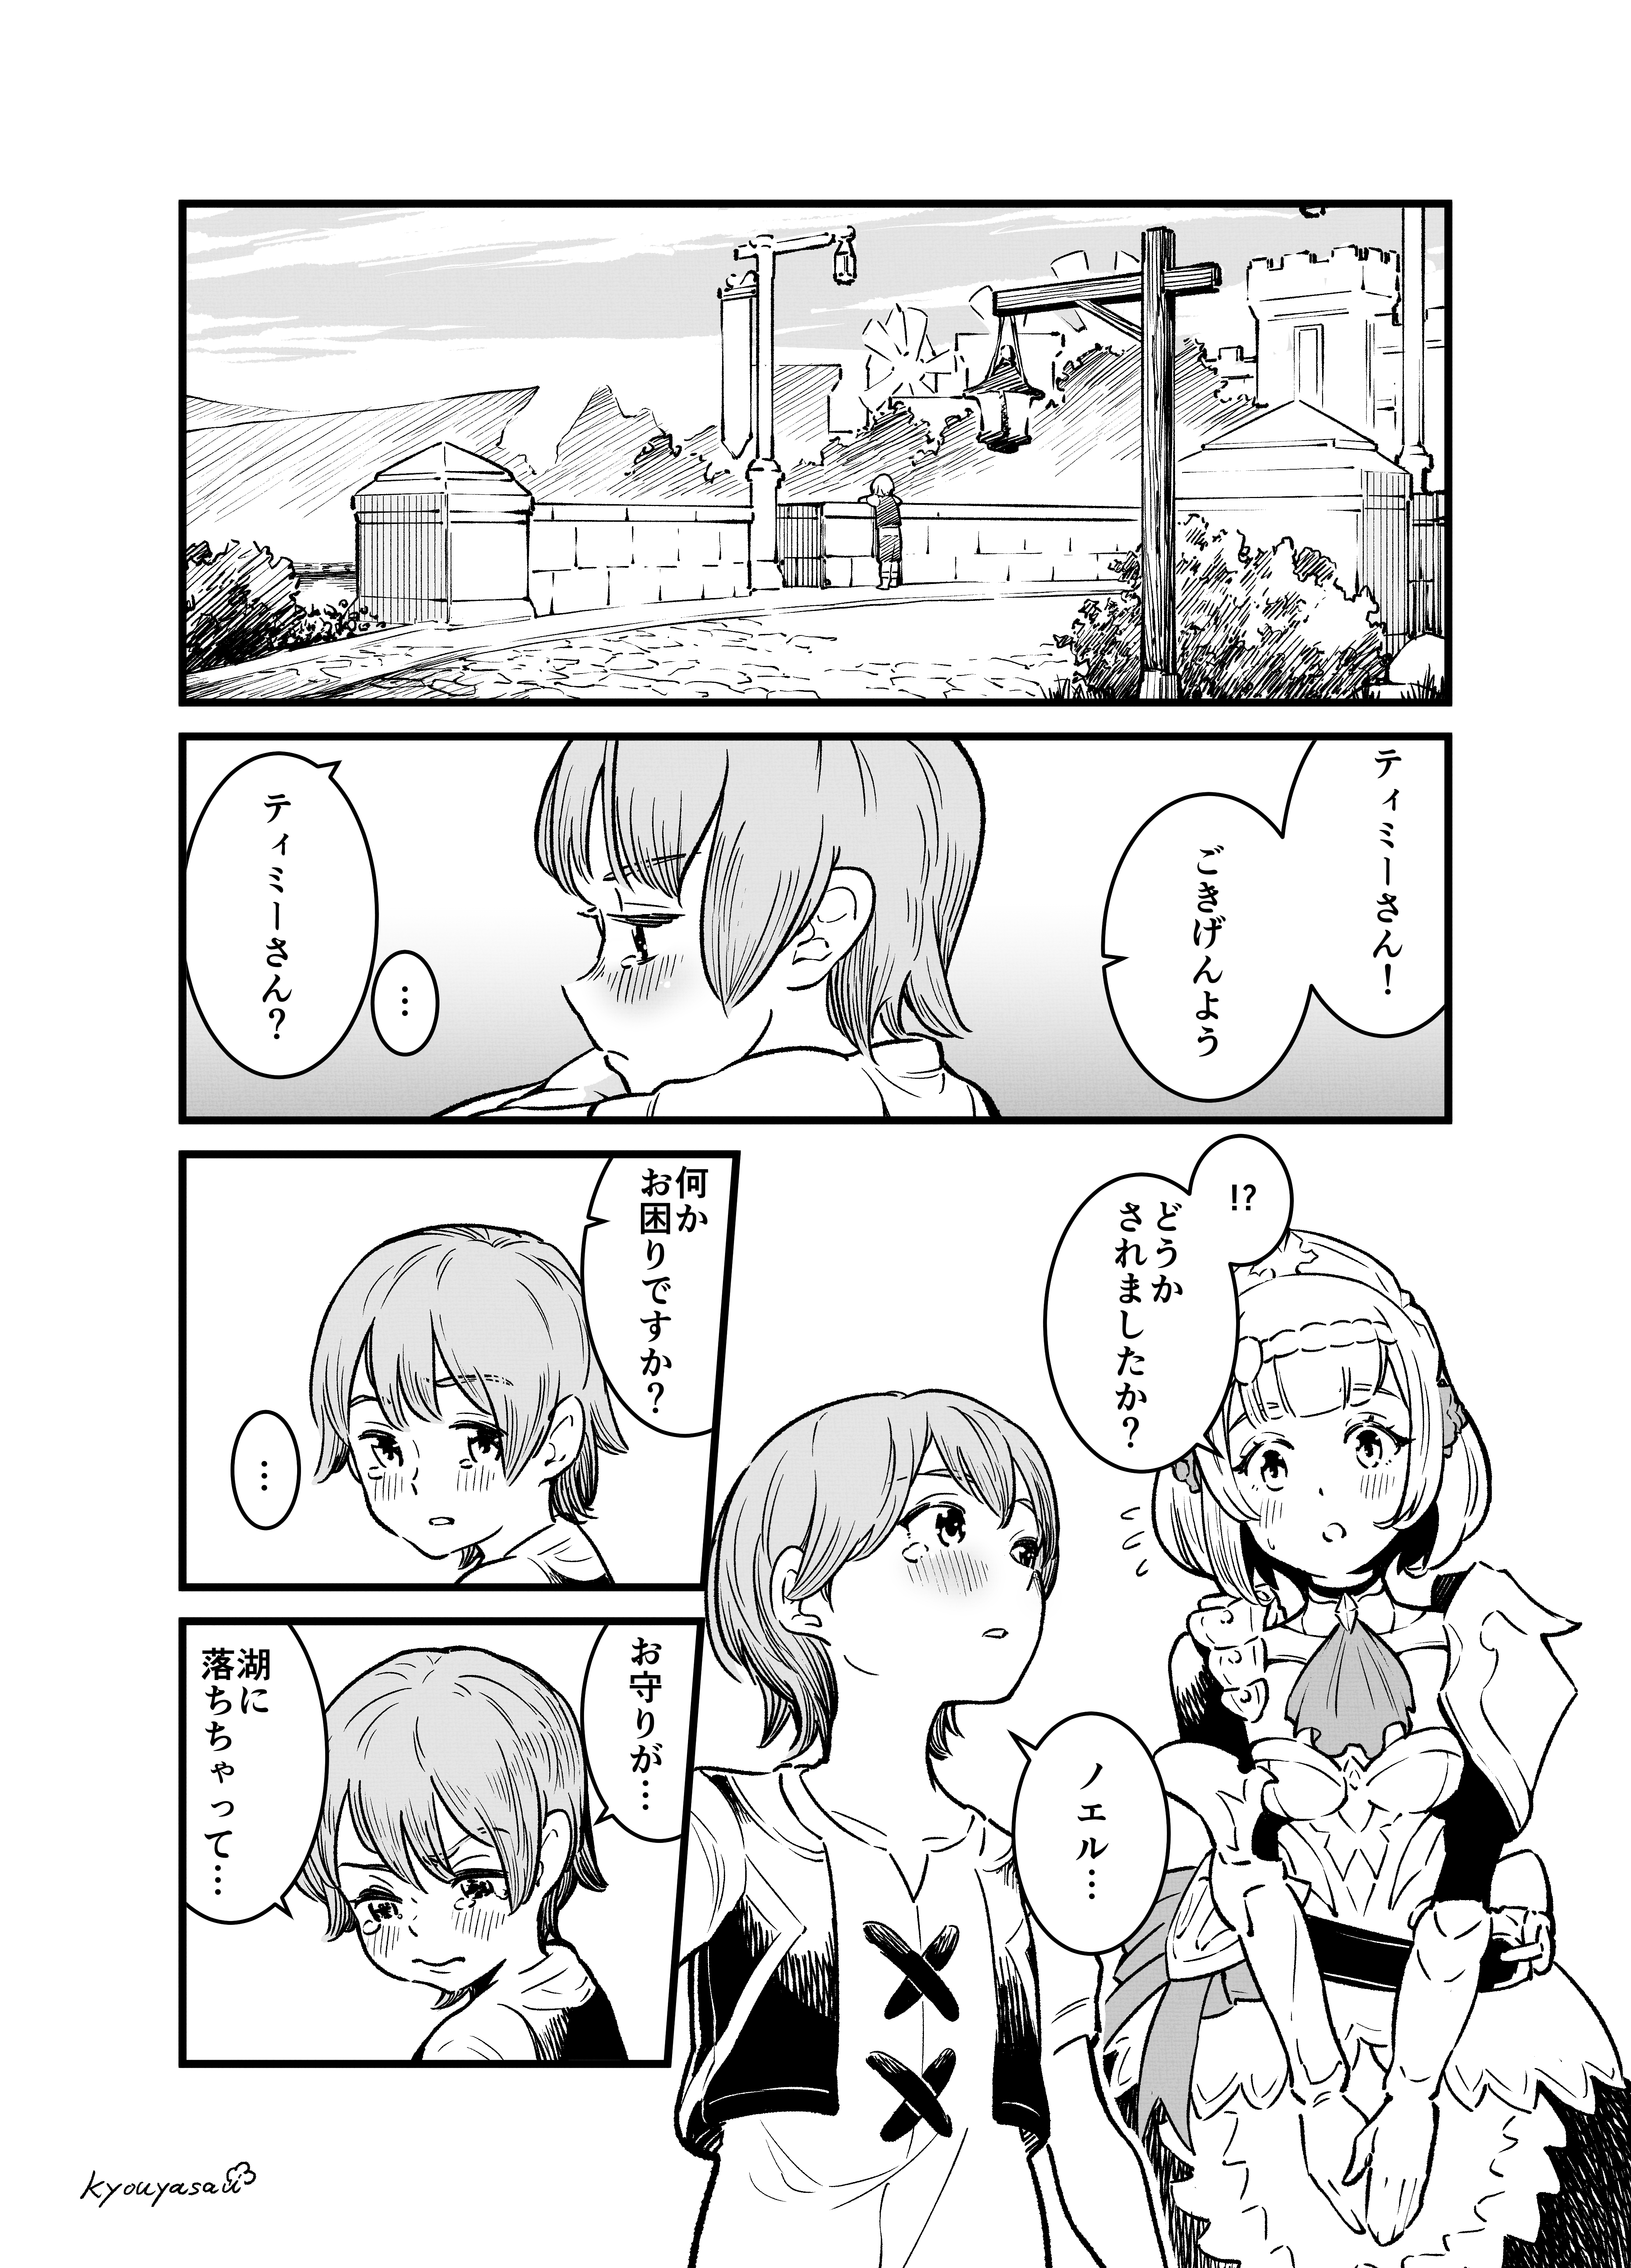 ティミーさん！
ごきげんよう
…
ティミーさん？
!?
どうか
されましたか？
ノエル…
何か
お困りですか？
…
お守りが…
湖に
落ちちゃって…
kyouyasai